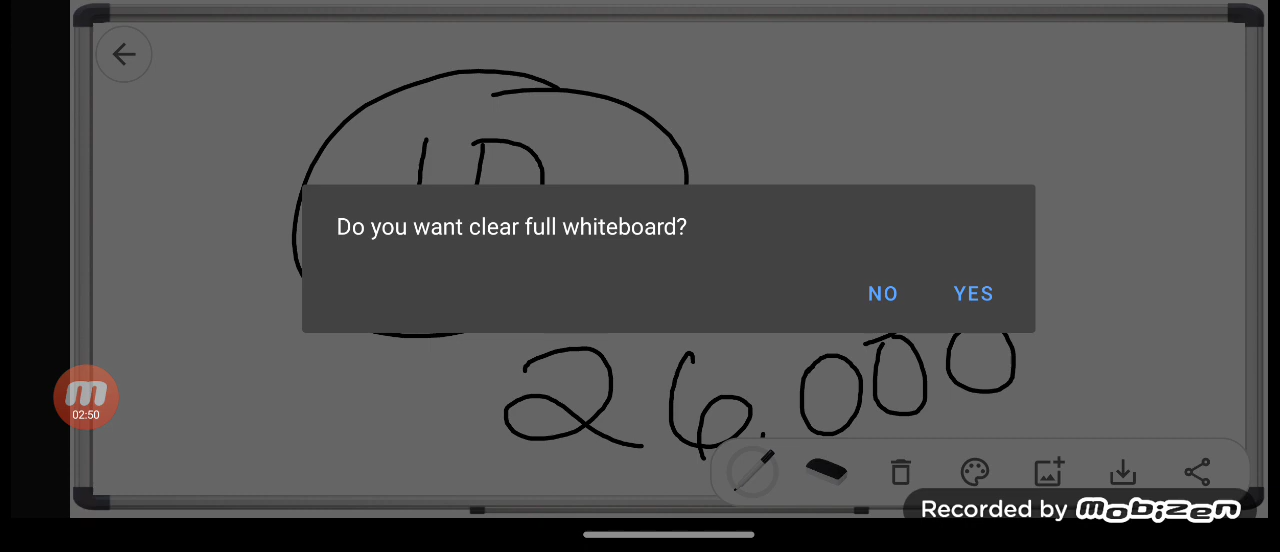 Do you want clear full whiteboard?
NO YES
26.000
02:50
Recorded by mobizen